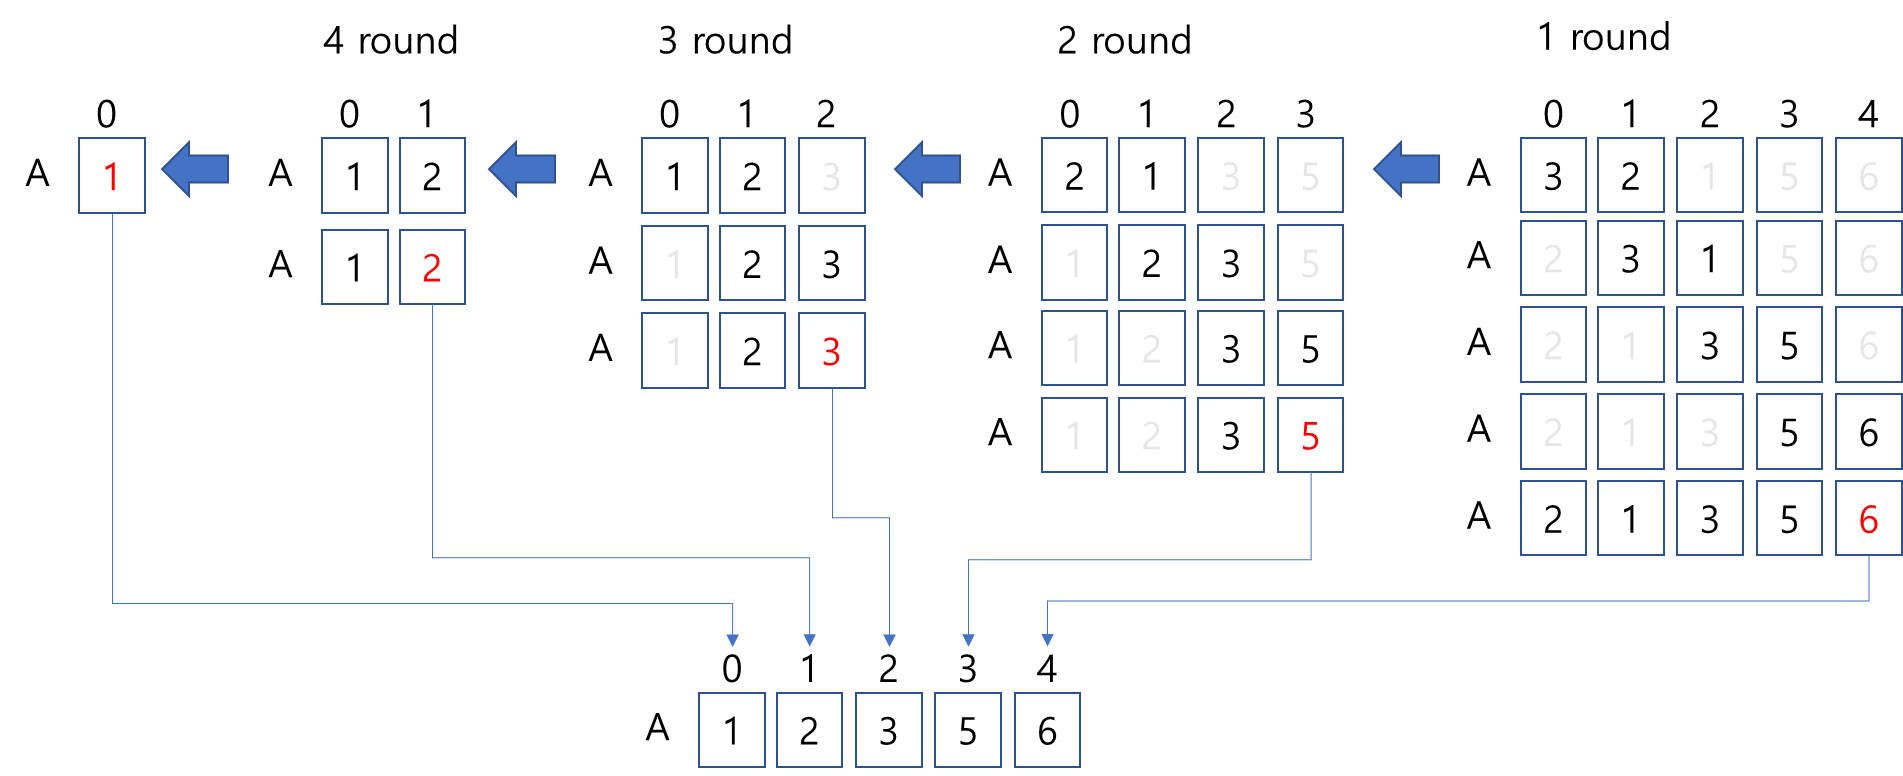 4 round 3 round 2 round 1 round
0 0 1 0 1 2 0 1 2 3 0 1 2 3 4
A 1 A 1 2 A 1 2 3 A 2 1 3 5 A 3 2 1 5 6
A 1 2 A 1 2 3 A 1 2 3 5 A 2 3 1 5 6
A 1 2 3 A 1 2 3 5 A 2 1 3 5 6
A 1 2 3 5 A 2 1 3 5 6
A 2 1 3 5 6
0 1 2 3 4
A 1 2 3 5 6